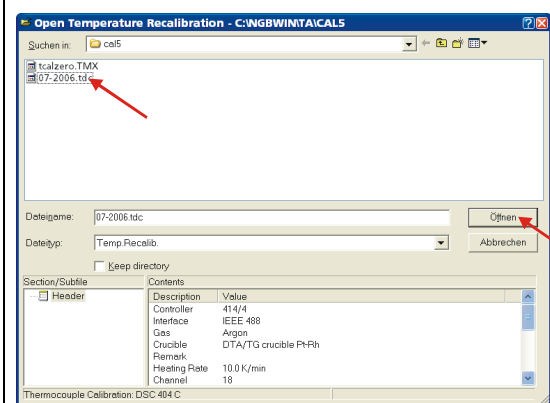 Open Temperature Recalibration - C:\NGBWIN\TA\CAL5
Suchen in: cal5
tcalzero.TMX
07-2006.tdc
Dateiname: 07-2006.tdc Öffnen
Dateityp: Temp.Recalib. Abbrechen
Keep directory
Section/Subfile Contents
Header Description Value
Controller 414/4
Interface IEEE 488
Gas Argon
Crucible DTA/TG crucible Pt-Rh
Remark
Heating Rate 10.0 K/min
Channel 18
Thermocouple Calibration: DSC 404 C